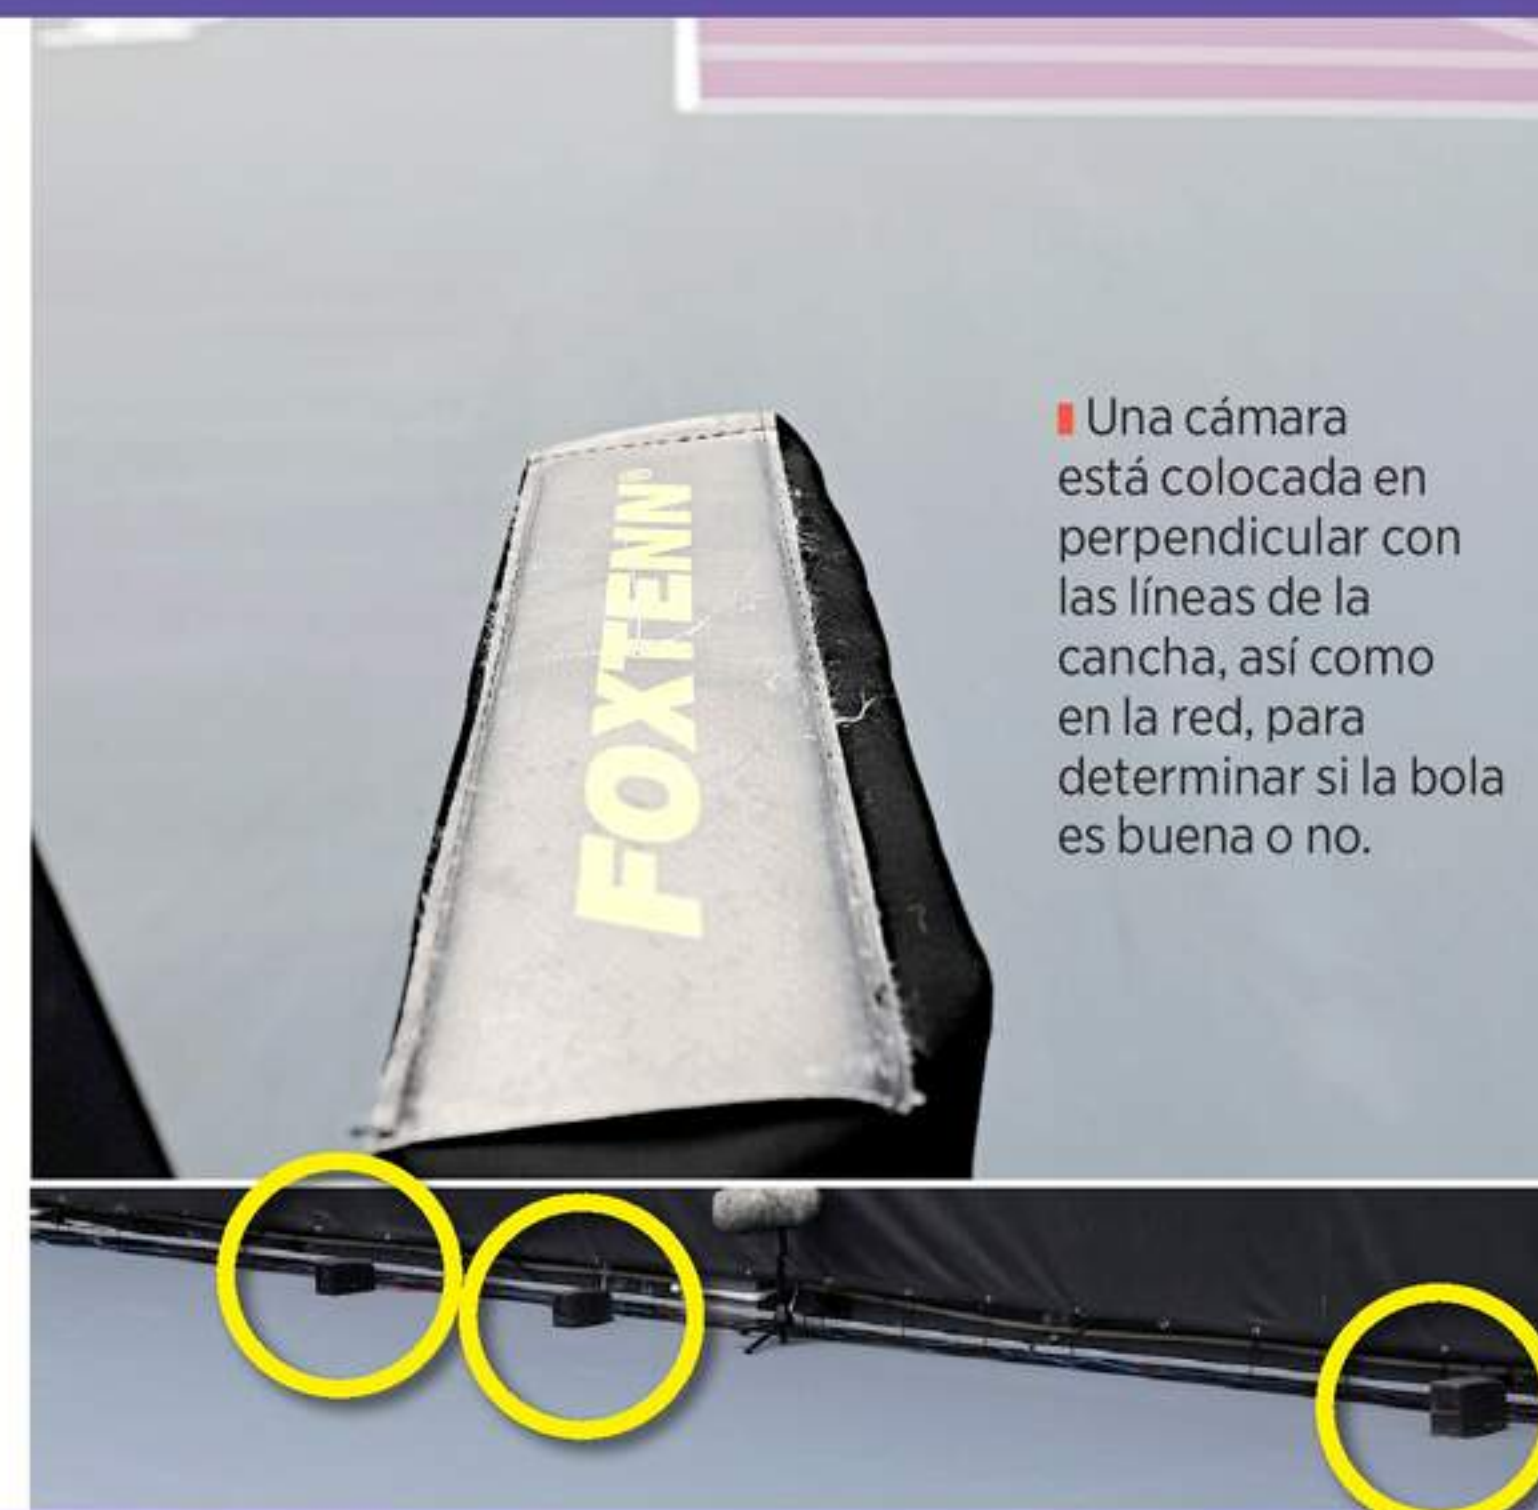 FOXTENN®
Una cámara
está colocada en
perpendicular con
las líneas de la
cancha, así como
en la red, para
determinar si la bola
es buena o no.